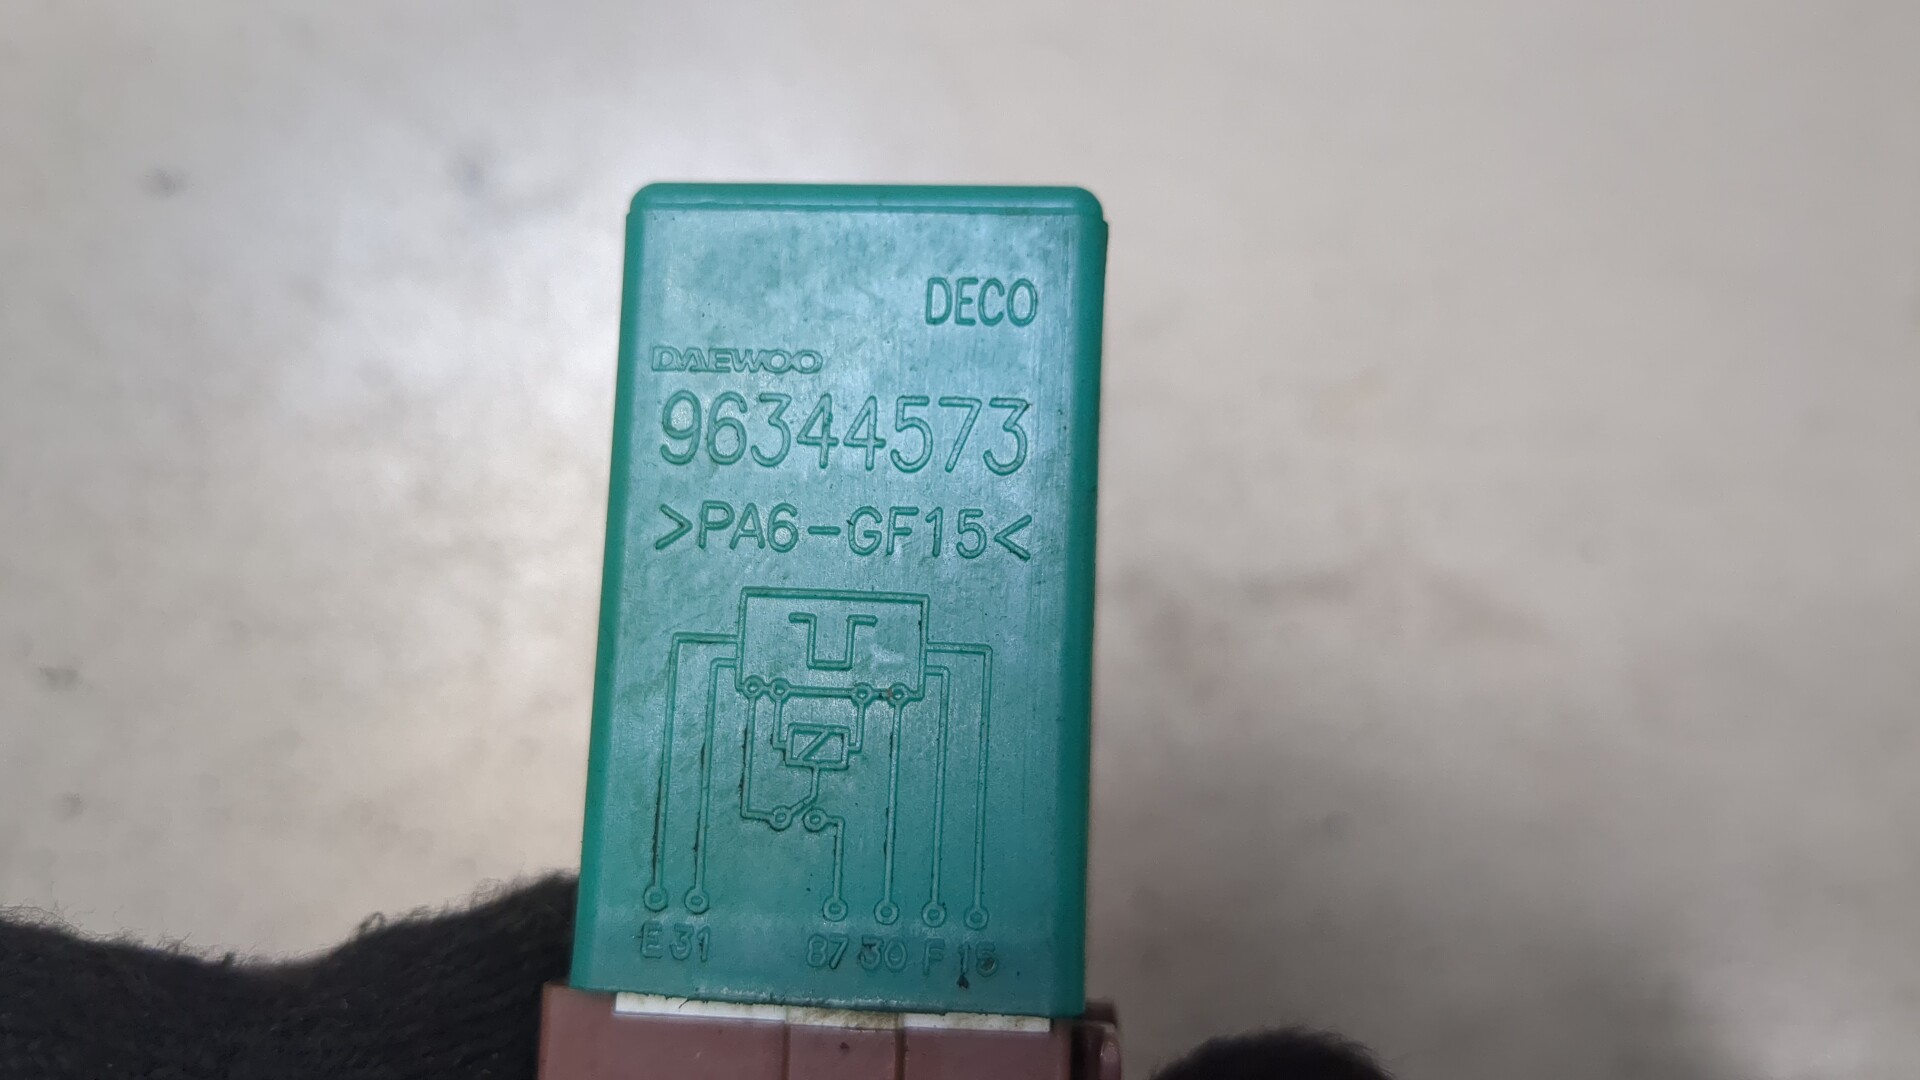 DECO
DAEWOO
96344573
>PA6-GF15<
E 31 87 30 F 15